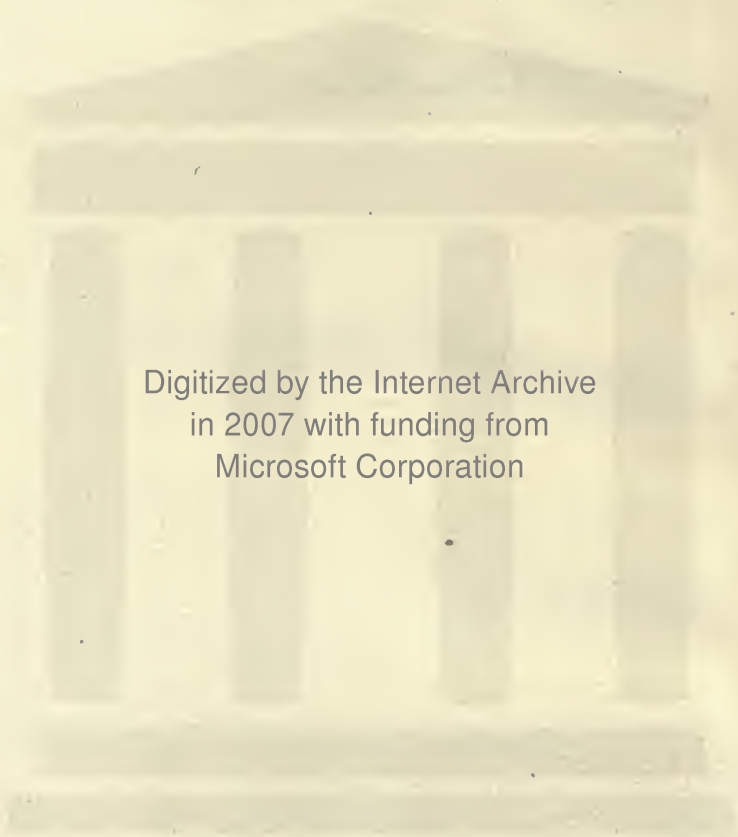 Digitized by the Internet Archive
in 2007 with funding from
Microsoft Corporation